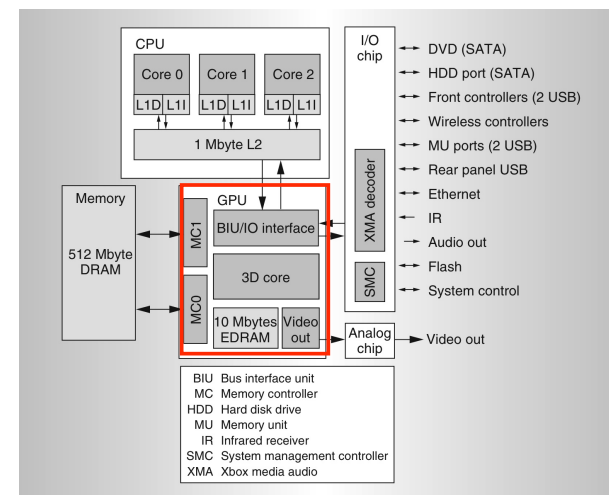 CPU
Core 0
Core 1
Core 2
L1D L1I
L1D L1I
L1D L1I
1 Mbyte L2
I/O
chip
XMA decoder
SMC
DVD (SATA)
HDD port (SATA)
Front controllers (2 USB)
Wireless controllers
MU ports (2 USB)
Rear panel USB
Ethernet
IR
Audio out
Flash
System control
Memory
512 Mbyte
DRAM
GPU
MC1
MC0
BIU/IO interface
3D core
10 Mbytes
EDRAM
Video
out
Analog
chip
Video out
BIU Bus interface unit
MC Memory controller
HDD Hard disk drive
MU Memory unit
IR Infrared receiver
SMC System management controller
XMA Xbox media audio